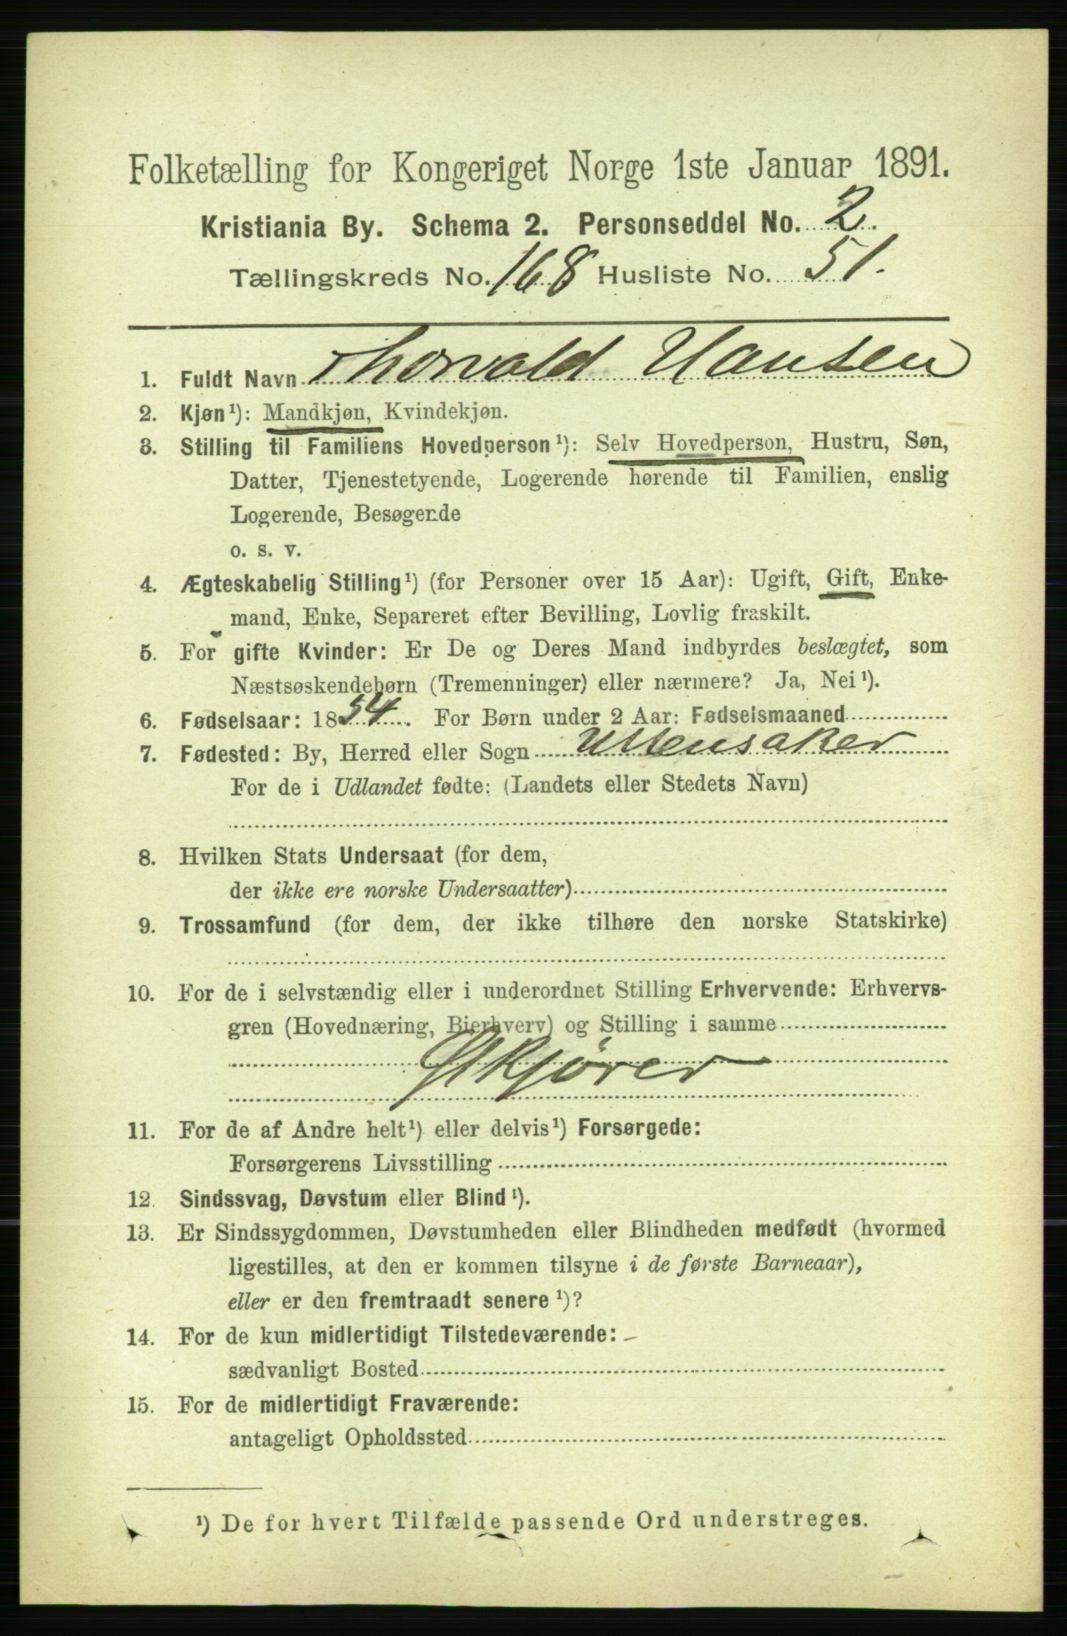 Folketælling for Kongeriget Norge 1ste Januar 1891.
Kristiania By. Schema 2. Personseddel No. 2.
Tællingskreds No. 168 Husliste No. 51.
1. Fuldt Navn Thorvald Hansen
2. Kjøn¹): Mandkjøn, Kvindekjøn.
3. Stilling til Familiens Hovedperson¹): Selv Hovedperson, Hustru, Søn,
Datter, Tjenestetyende, Logerende hørende til Familien, enslig
Logerende, Besøgende
o. s. v.
4. Ægteskabelig Stilling¹) (for Personer over 15 Aar): Ugift, Gift, Enke-
mand, Enke, Separeret efter Bevilling, Lovlig fraskilt.
5. For gifte Kvinder: Er De og Deres Mand indbyrdes beslægtet, som
Næstsøskendebørn (Tremenninger) eller nærmere? Ja, Nei¹).
6. Fødselsaar: 1854. For Børn under 2 Aar: Fødselsmaaned
7. Fødested: By, Herred eller Sogn Ullensaker
For de i Udlandet fødte: (Landets eller Stedets Navn)
8. Hvilken Stats Undersaat (for dem,
der ikke ere norske Undersaatter)
9. Trossamfund (for dem, der ikke tilhøre den norske Statskirke)
10. For de i selvstændig eller i underordnet Stilling Erhvervende: Erhvervs-
gren (Hovednæring, Bierhverv) og Stilling i samme
Ølkjører
11. For de af Andre helt¹) eller delvis¹) Forsørgede:
Forsørgerens Livsstilling
12. Sindssvag, Døvstum eller Blind¹).
13. Er Sindssygdommen, Døvstumheden eller Blindheden medfødt (hvormed
ligestilles, at den er kommen tilsyne i de første Barneaar),
eller er den fremtraadt senere¹)?
14. For de kun midlertidigt Tilstedeværende:
sædvanligt Bosted
15. For de midlertidigt Fraværende:
antageligt Opholdssted
¹) De for hvert Tilfælde passende Ord understreges.